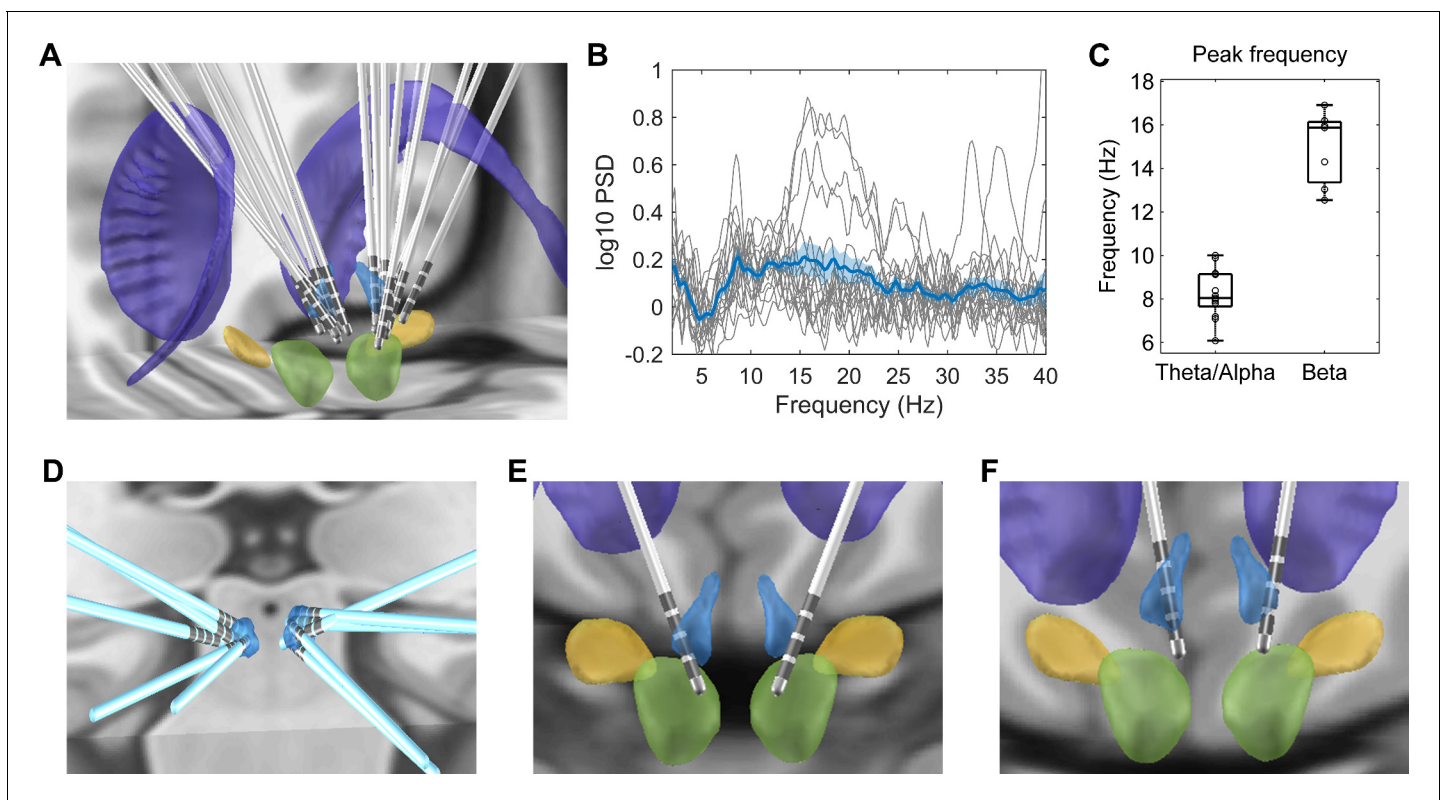 A
B
1
0.8
0.6
0.4
0.2
0
-0.2
log10 PSD
5 10 15 20 25 30 35 40
Frequency (Hz)
C
Peak frequency
18
16
14
12
10
8
6
Frequency (Hz)
Theta/Alpha Beta
D
E
F